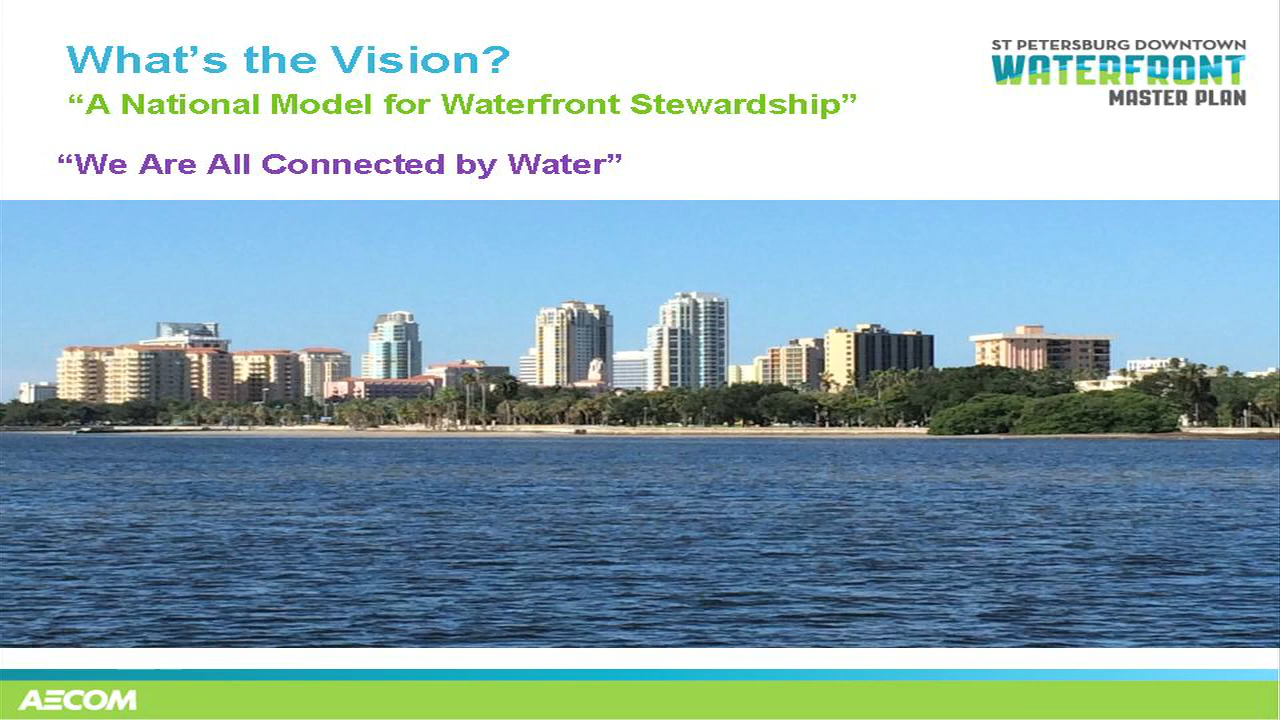 What’s the Vision?
“A National Model for Waterfront Stewardship”
“We Are All Connected by Water”
ST PETERSBURG DOWNTOWN
WATERFRONT
MASTER PLAN
AECOM